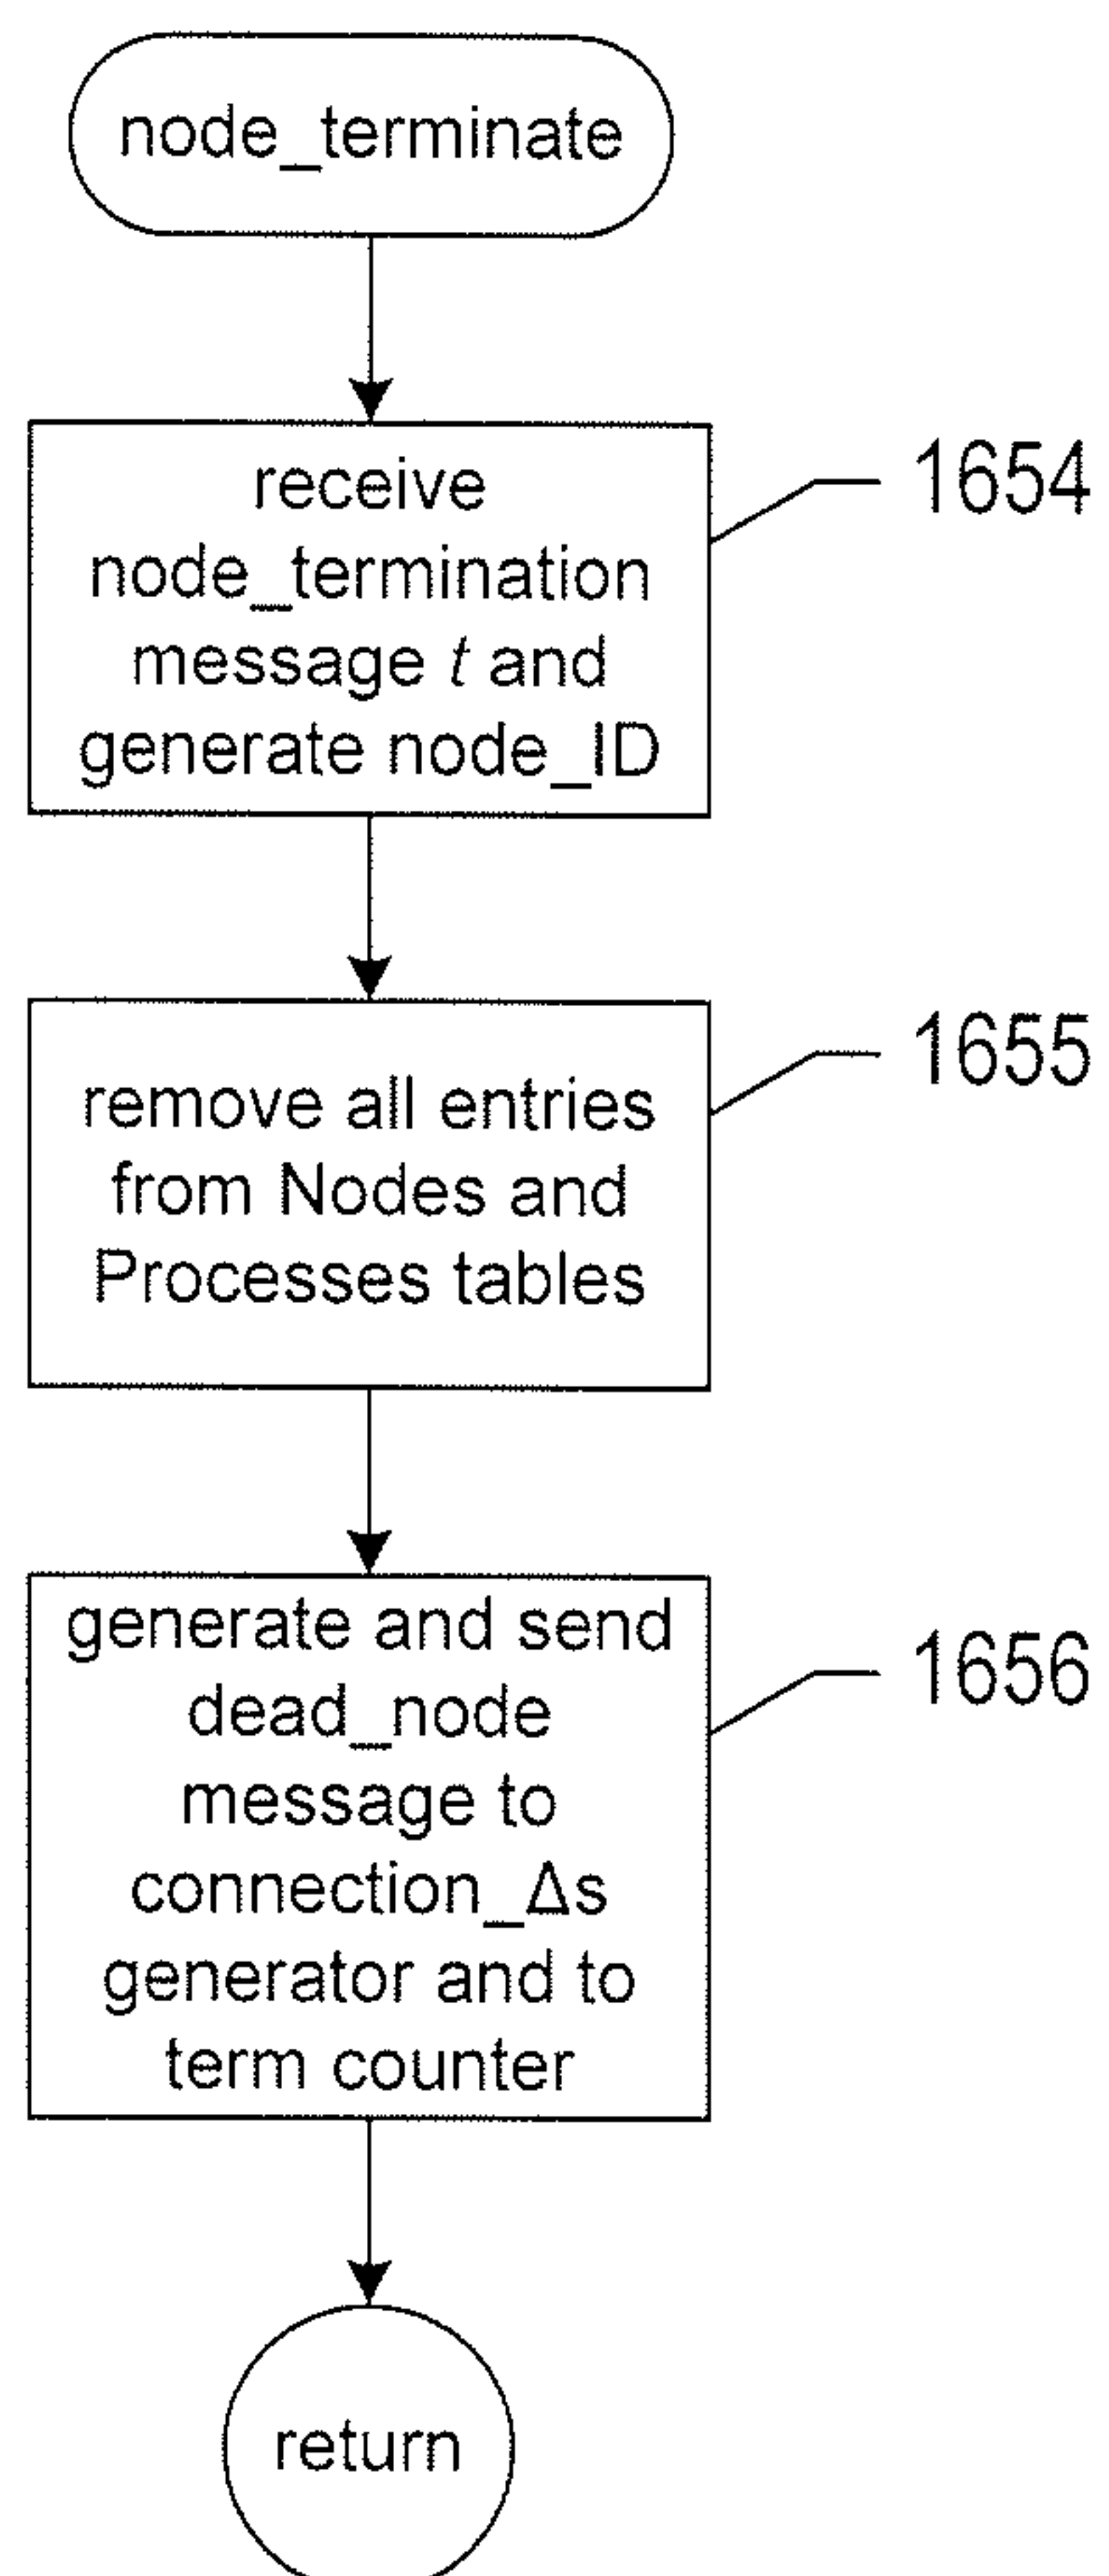 node_terminate
receive
node_termination
message t and
generate node_ID
1654
remove all entries
from Nodes and
Processes tables
1655
generate and send
dead_node
message to
connection_Δs
generator and to
term counter
1656
return